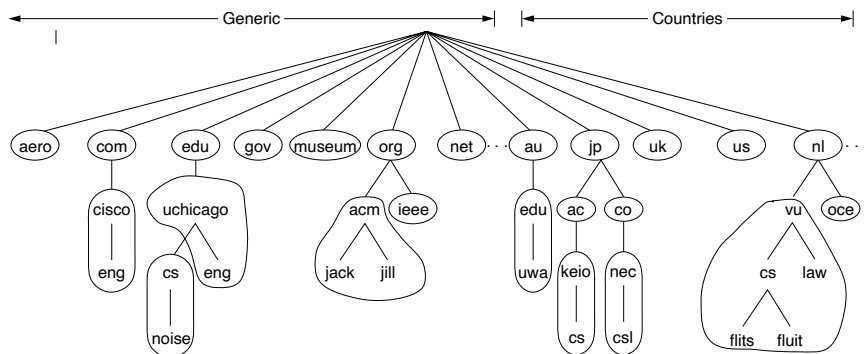 Generic Countries
aero com edu gov museum org net ··· au jp uk us nl ··
cisco uchicago acm ieee edu ac co vu oce
eng cs eng jack jill uwa keio nec cs law
noise cs csl flits fluit